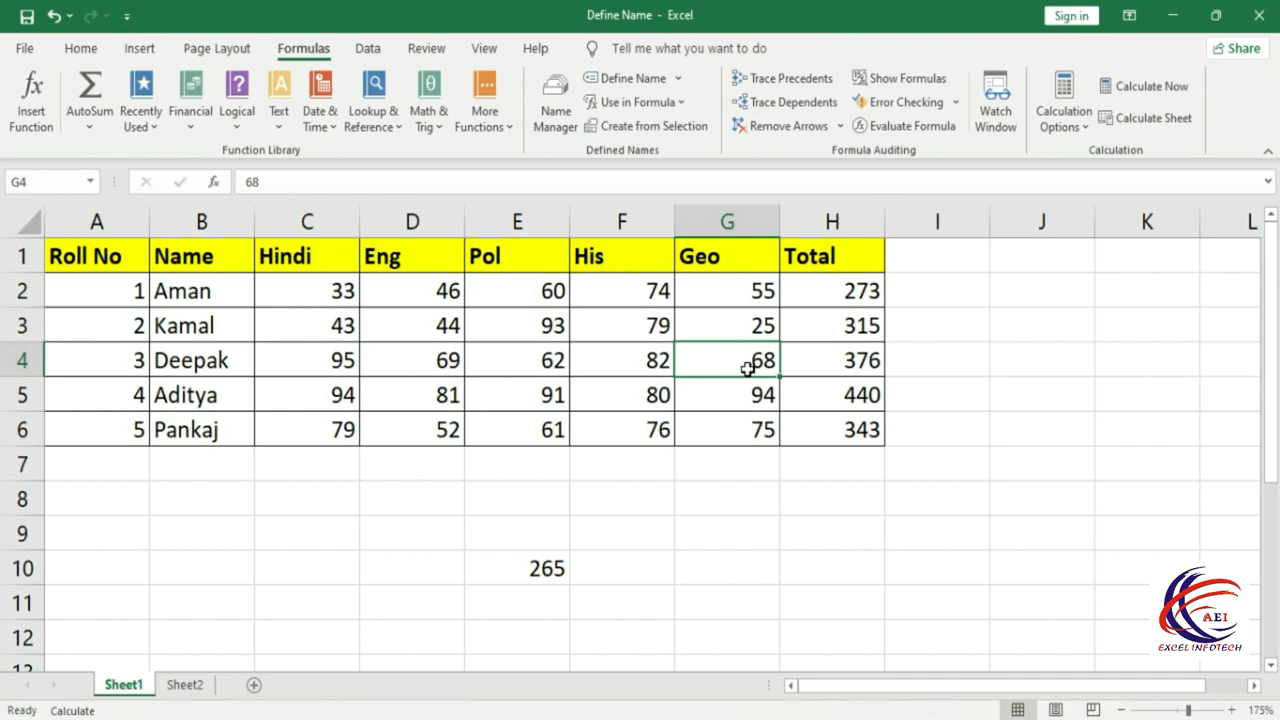 Define Name - Excel
Sign in
File Home Insert Page Layout Formulas Data Review View Help Tell me what you want to do Share
fx
Insert Function
AutoSum
Recently Used
Financial
Logical
Text
Date & Time
Lookup & Reference
Math & Trig
More Functions
Function Library
Name Manager
Define Name
Use in Formula
Create from Selection
Defined Names
Trace Precedents
Trace Dependents
Remove Arrows
Show Formulas
Error Checking
Evaluate Formula
Formula Auditing
Watch Window
Calculation Options
Calculate Now
Calculate Sheet
Calculation
G4 fx 68
A B C D E F G H I J K L
1 Roll No Name Hindi Eng Pol His Geo Total
2 1 Aman 33 46 60 74 55 273
3 2 Kamal 43 44 93 79 25 315
4 3 Deepak 95 69 62 82 68 376
5 4 Aditya 94 81 91 80 94 440
6 5 Pankaj 79 52 61 76 75 343
7
8
9
10 265
11
12
13
AEI
EXCEL INFOTECH
Sheet1 Sheet2
Ready Calculate 175%